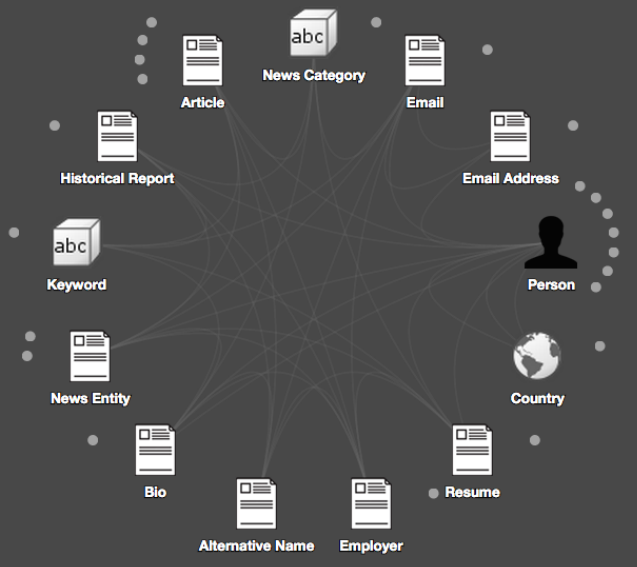 abc
News Category
Article
Email
Historical Report
Email Address
abc
Keyword
Person
News Entity
Country
Bio
Resume
Alternative Name
Employer